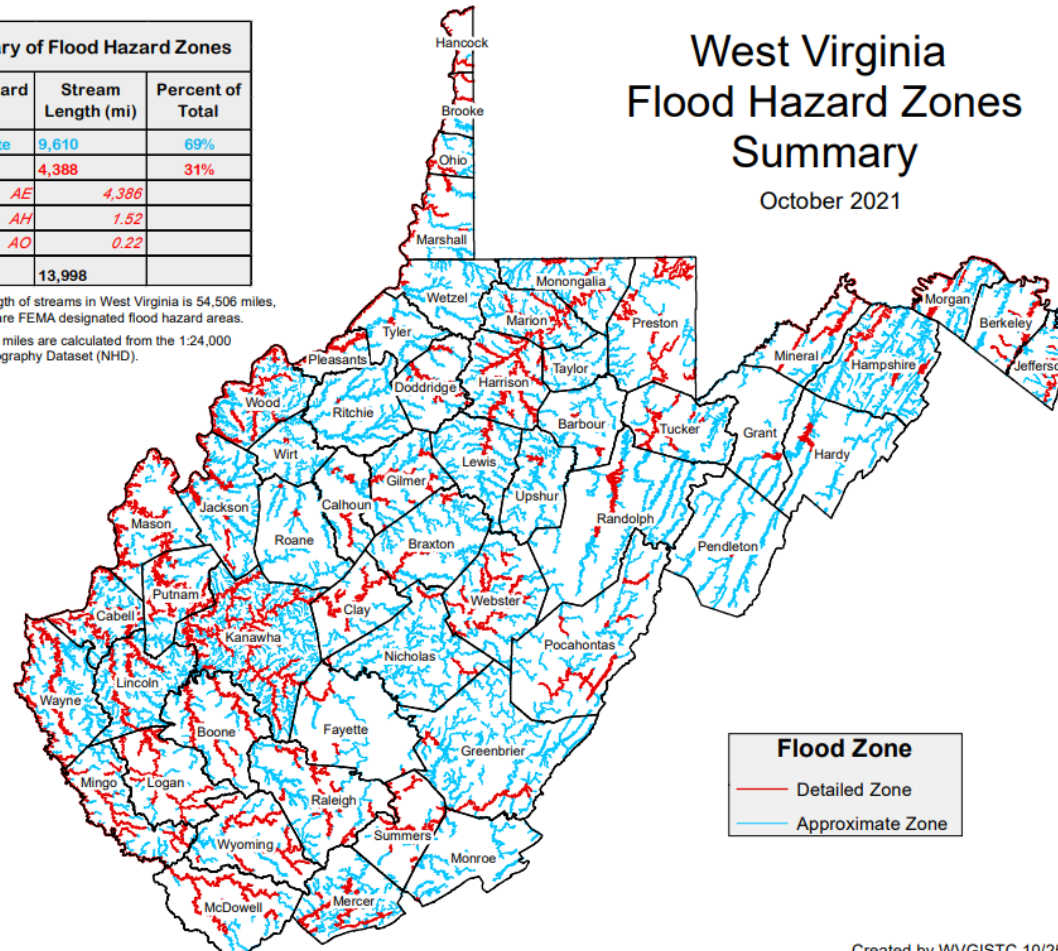 ry of Flood Hazard Zones
ard Stream Length (mi) Percent of Total
te 9,610 69%
4,388 31%
AE 4,386
AH 1.52
AO 0.22
13,998
gth of streams in West Virginia is 54,506 miles,
are FEMA designated flood hazard areas.
miles are calculated from the 1:24,000
ography Dataset (NHD).
West Virginia
Flood Hazard Zones
Summary
October 2021
Hancock
Brooke
Ohio
Marshall
Wetzel
Monongalia
Marion
Preston
Tyler
Pleasants
Doddridge
Harrison
Taylor
Wood
Ritchie
Barbour
Tucker
Mineral
Hampshire
Morgan
Berkeley
Jefferso
Grant
Hardy
Wirt
Lewis
Gilmer
Upshur
Calhoun
Jackson
Mason
Roane
Braxton
Randolph
Pendleton
Putnam
Cabell
Clay
Webster
Kanawha
Nicholas
Pocahontas
Lincoln
Wayne
Boone
Fayette
Greenbrier
Mingo
Logan
Raleigh
Summers
Wyoming
Monroe
McDowell
Mercer
Flood Zone
Detailed Zone
Approximate Zone